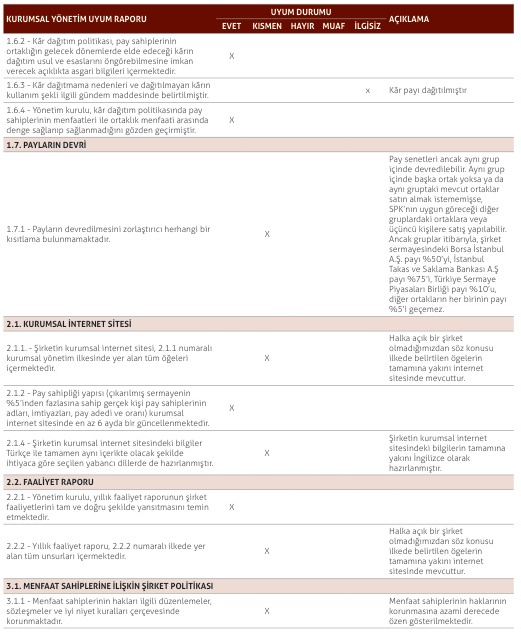 KURUMSAL YÖNETİM UYUM RAPORU
UYUM DURUMU
EVET KISMEN HAYIR MUAF İLGİSİZ
AÇIKLAMA
1.6.2 - Kâr dağıtım politikası, pay sahiplerinin
ortaklığın gelecek dönemlerde elde edeceği kârın
dağıtım usul ve esaslarını öngörebilmesine imkan
verecek açıklıkta asgari bilgileri içermektedir.
X
1.6.3 - Kâr dağıtmama nedenleri ve dağıtılmayan kârın
kullanım şekli ilgili gündem maddesinde belirtilmiştir.
x
Kâr payı dağıtılmıştır
1.6.4 - Yönetim kurulu, kâr dağıtım politikasında pay
sahiplerinin menfaatleri ile ortaklık menfaati arasında
denge sağlanıp sağlanmadığını gözden geçirmiştir.
X
1.7. PAYLARIN DEVRİ
1.7.1 - Payların devredilmesini zorlaştırıcı herhangi bir
kısıtlama bulunmamaktadır.
X
Pay senetleri ancak aynı grup
içinde devredilebilir. Aynı grup
içinde başka ortak yoksa ya da
aynı gruptaki mevcut ortaklar
satın almak istememişse,
SPK'nın uygun göreceği diğer
gruplardaki ortaklara veya
üçüncü kişilere satış yapılabilir.
Ancak gruplar itibarıyla, şirket
sermayesindeki Borsa İstanbul
A.Ş. payı %50'yi, İstanbul
Takas ve Saklama Bankası A.Ş
payı %75'i, Türkiye Sermaye
Piyasaları Birliği payı %10'u,
diğer ortakların her birinin payı
%5'i geçemez.
2.1. KURUMSAL İNTERNET SİTESİ
2.1.1. - Şirketin kurumsal internet sitesi, 2.1.1 numaralı
kurumsal yönetim ilkesinde yer alan tüm öğeleri
içermektedir.
X
Halka açık bir şirket
olmadığımızdan söz konusu
ilkede belirtilen ögelerin
tamamına yakını internet
sitesinde mevcuttur.
2.1.2 - Pay sahipliği yapısı (çıkarılmış sermayenin
%5'inden fazlasına sahip gerçek kişi pay sahiplerinin
adları, imtiyazları, pay adedi ve oranı) kurumsal
internet sitesinde en az 6 ayda bir güncellenmektedir.
X
2.1.4 - Şirketin kurumsal internet sitesindeki bilgiler
Türkçe ile tamamen aynı içerikte olacak şekilde
ihtiyaca göre seçilen yabancı dillerde de hazırlanmıştır.
X
Şirketin kurumsal internet
sitesindeki bilgilerin tamamına
yakını İngilizce olarak
hazırlanmıştır.
2.2. FAALİYET RAPORU
2.2.1 - Yönetim kurulu, yıllık faaliyet raporunun şirket
faaliyetlerini tam ve doğru şekilde yansıtmasını temin
etmektedir.
X
2.2.2 - Yıllık faaliyet raporu, 2.2.2 numaralı ilkede yer
alan tüm unsurları içermektedir.
X
Halka açık bir şirket
olmadığımızdan söz konusu
ilkede belirtilen ögelerin
tamamına yakını internet
sitesinde mevcuttur.
3.1. MENFAAT SAHİPLERİNE İLİŞKİN ŞİRKET POLİTİKASI
3.1.1 - Menfaat sahiplerinin hakları ilgili düzenlemeler,
sözleşmeler ve iyi niyet kuralları çerçevesinde
korunmaktadır.
X
Menfaat sahiplerinin haklarının
korunmasına azami derecede
özen gösterilmektedir.